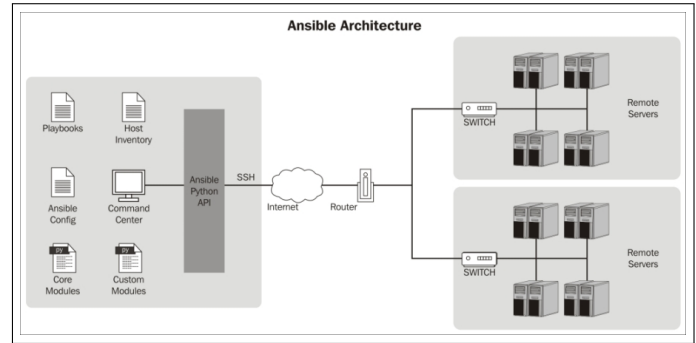 Ansible Architecture
Playbooks
Host
Inventory
Ansible
Config
Command
Center
PY
Core
Modules
PY
Custom
Modules
Ansible
Python
API
SSH
Internet
Router
SWITCH
Remote
Servers
SWITCH
Remote
Servers